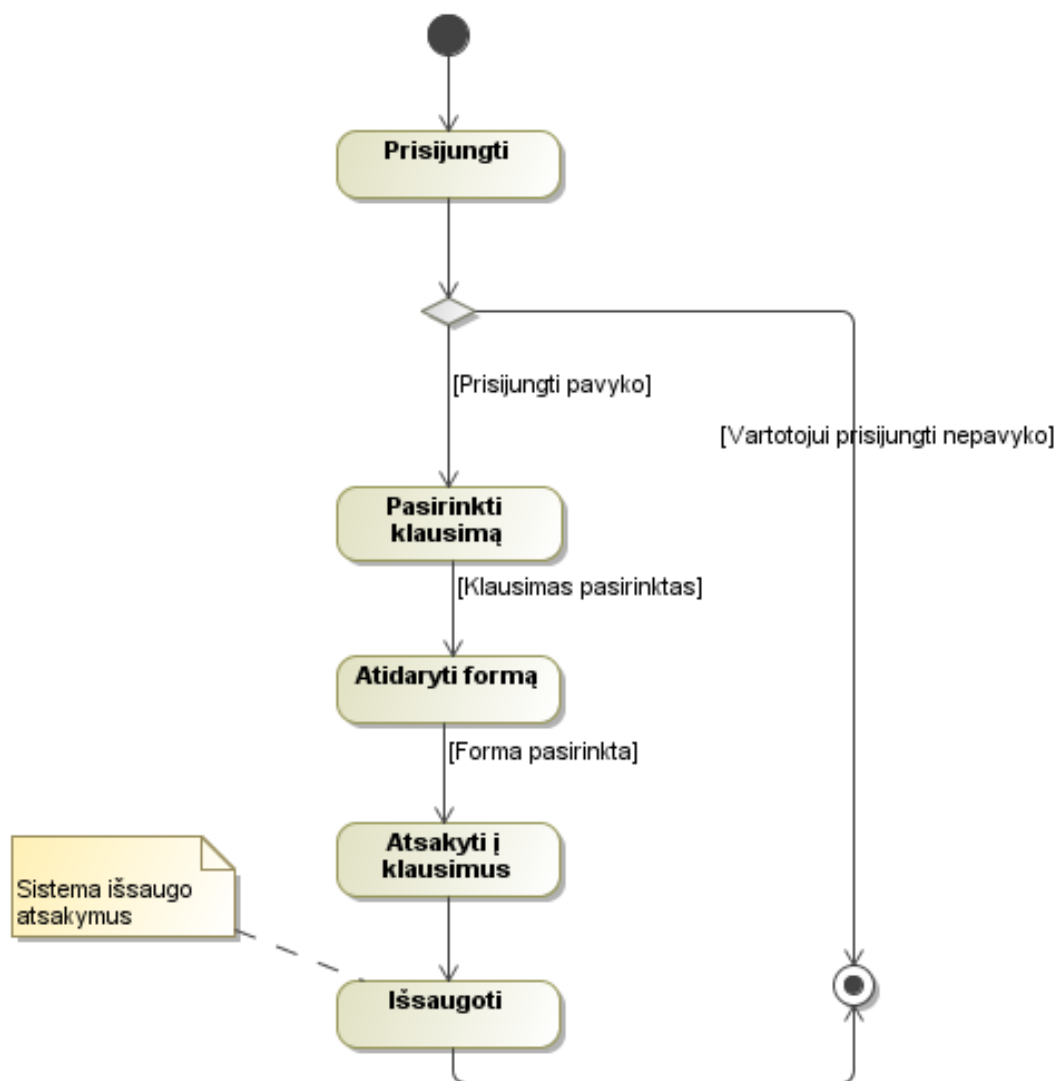 Prisijungti
[Prisijungti pavyko]
[Vartotojui prisijungti nepavyko]
Pasirinkti
klausimą
[Klausimas pasirinktas]
Atidaryti formą
[Forma pasirinkta]
Atsakyti į
klausimus
Sistema išsaugo
atsakymus
Išsaugoti